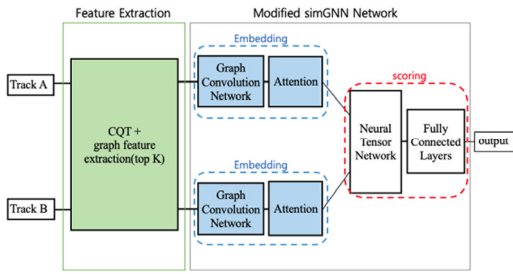 Feature Extraction
Modified simGNN Network
Embedding
Track A
Graph
Convolution
Network
Attention
scoring
CQT +
graph feature
extraction(top K)
Neural
Tensor
Network
Fully
Connected
Layers
output
Embedding
Track B
Graph
Convolution
Network
Attention